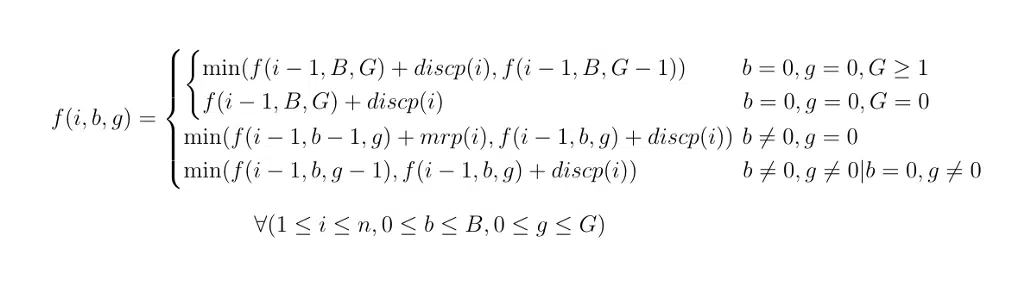 min(f(i − 1, B, G) + discp(i), f(i − 1, B, G − 1)) b = 0, g = 0, G ≥ 1
f(i − 1, B, G) + discp(i) b = 0, g = 0, G = 0
f(i, b, g) =
min(f(i − 1, b − 1, g) + mrp(i), f(i − 1, b, g) + discp(i)) b ≠ 0, g = 0
min(f(i − 1, b, g − 1), f(i − 1, b, g) + discp(i)) b ≠ 0, g ≠ 0|b = 0, g ≠ 0
∀(1 ≤ i ≤ n, 0 ≤ b ≤ B, 0 ≤ g ≤ G)